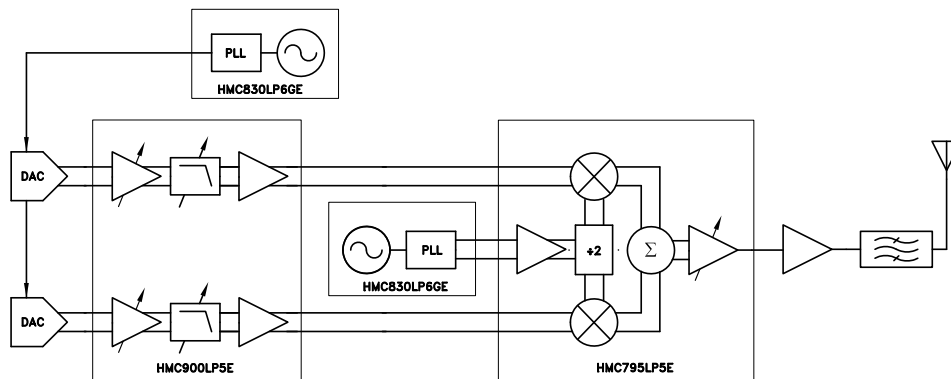 PLL
HMC830LP6GE
DAC
PLL
÷2
Σ
HMC830LP6GE
DAC
HMC900LP5E
HMC795LP5E